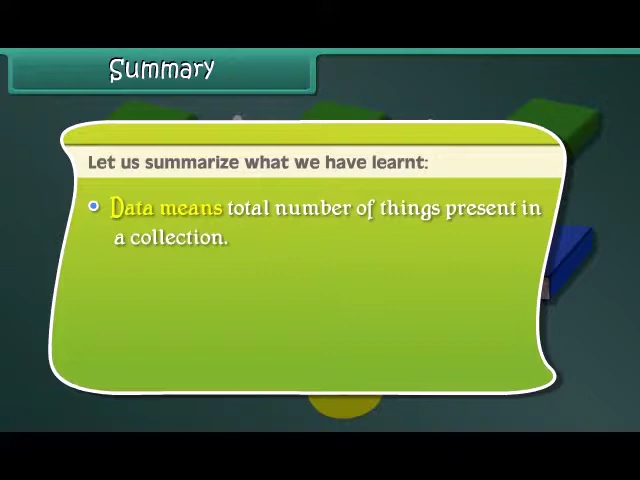 Summary
Let us summarize what we have learnt:
Data means total number of things present in
a collection.